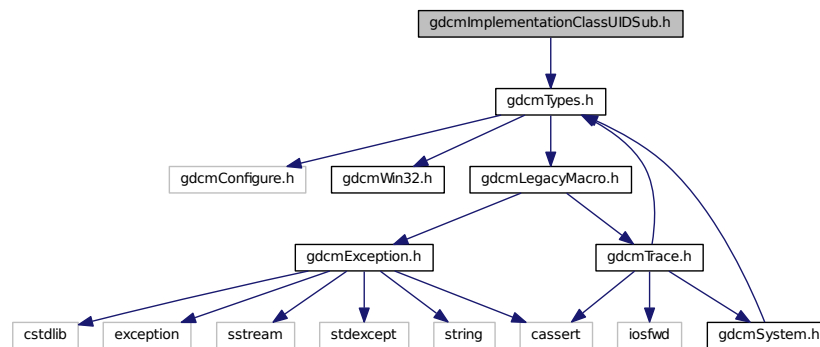 gdcmImplementationClassUIDSub.h
gdcmTypes.h
gdcmConfigure.h
gdcmWin32.h
gdcmLegacyMacro.h
gdcmException.h
gdcmTrace.h
cstdlib
exception
sstream
stdexcept
string
cassert
iosfwd
gdcmSystem.h